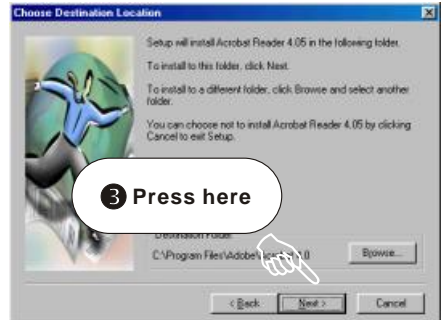 Choose Destination Location
Setup will install Acrobat Reader 4.05 in the following folder.
To install to this folder, click Next.
To install to a different folder, click Browse and select another
folder.
You can choose not to install Acrobat Reader 4.05 by clicking
Cancel to exit Setup.
❸ Press here
Destination Folder
C:\Program Files\Adobe\
Browse...
< Back
Next >
Cancel